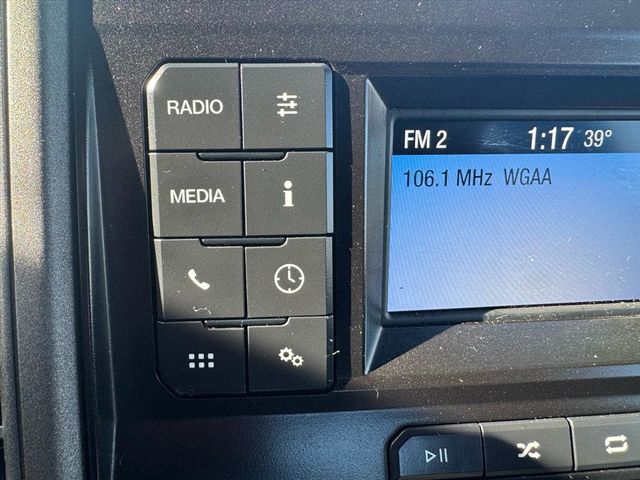 RADIO
MEDIA
FM 2 1:17 39°
106.1 MHz WGAA